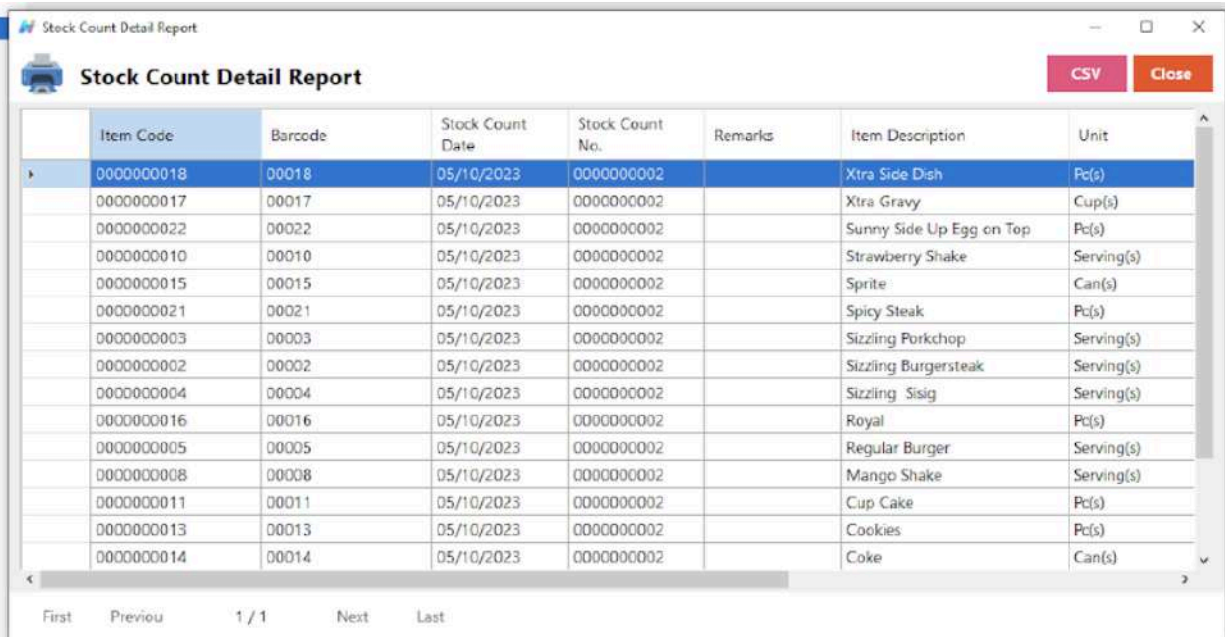 Stock Count Detail Report
Stock Count Detail Report
CSV
Close
Item Code Barcode Stock Count Date Stock Count No. Remarks Item Description Unit
0000000018 00018 05/10/2023 0000000002 Xtra Side Dish Pc(s)
0000000017 00017 05/10/2023 0000000002 Xtra Gravy Cup(s)
0000000022 00022 05/10/2023 0000000002 Sunny Side Up Egg on Top Pc(s)
0000000010 00010 05/10/2023 0000000002 Strawberry Shake Serving(s)
0000000015 00015 05/10/2023 0000000002 Sprite Can(s)
0000000021 00021 05/10/2023 0000000002 Spicy Steak Pc(s)
0000000003 00003 05/10/2023 0000000002 Sizzling Porkchop Serving(s)
0000000002 00002 05/10/2023 0000000002 Sizzling Burgersteak Serving(s)
0000000004 00004 05/10/2023 0000000002 Sizzling Sisig Serving(s)
0000000016 00016 05/10/2023 0000000002 Royal Pc(s)
0000000005 00005 05/10/2023 0000000002 Regular Burger Serving(s)
0000000008 00008 05/10/2023 0000000002 Mango Shake Serving(s)
0000000011 00011 05/10/2023 0000000002 Cup Cake Pc(s)
0000000013 00013 05/10/2023 0000000002 Cookies Pc(s)
0000000014 00014 05/10/2023 0000000002 Coke Can(s)
First Previou 1 / 1 Next Last